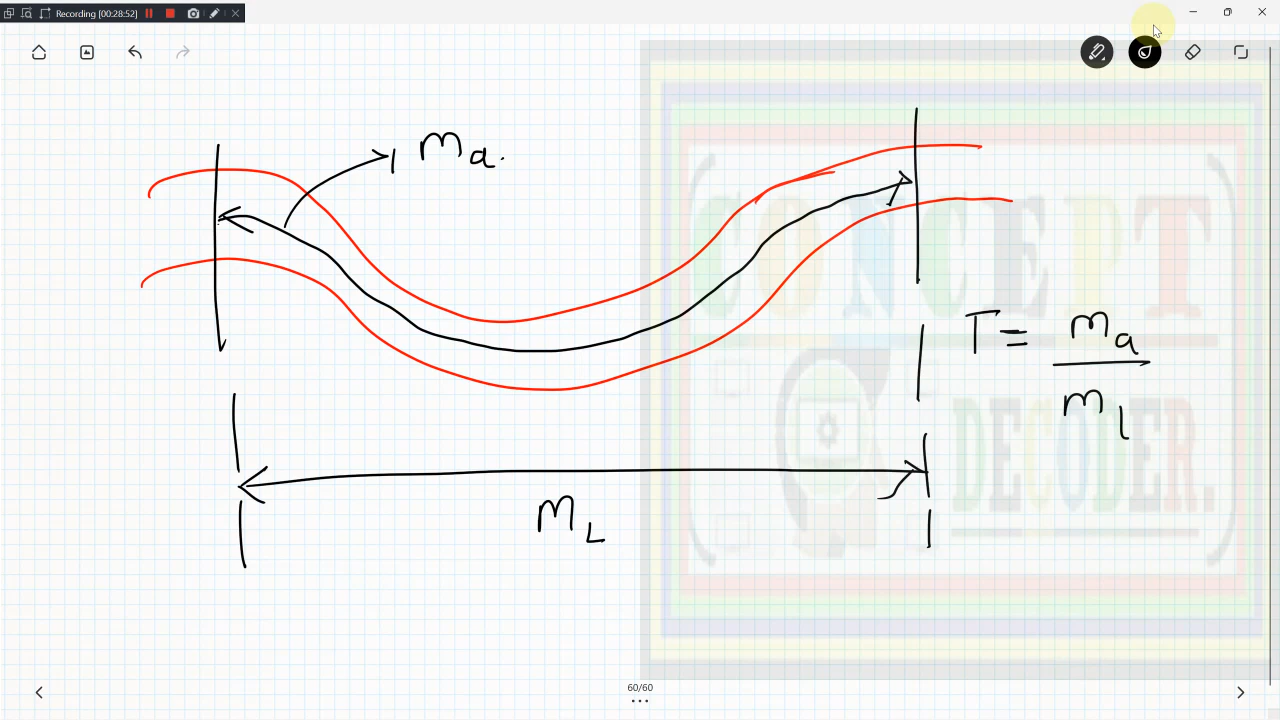 Recording [00:28:52]
ma.
CONCEPT
T = ma
ml
DECODER.
mL
60/60